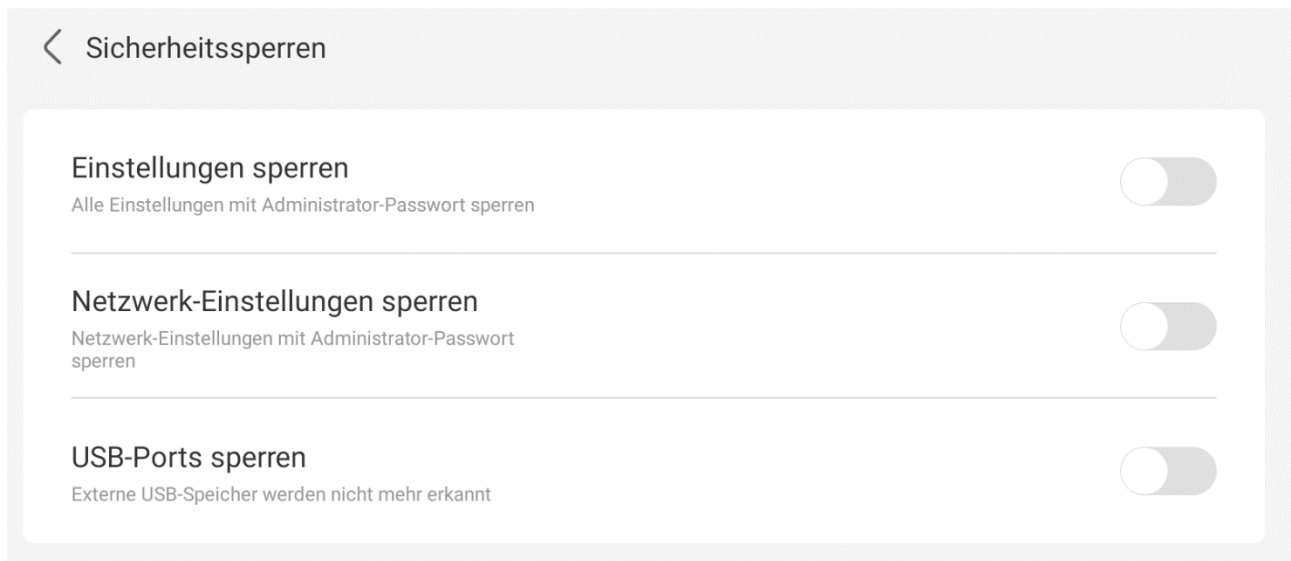 Sicherheitssperren
Einstellungen sperren
Alle Einstellungen mit Administrator-Passwort sperren
Netzwerk-Einstellungen sperren
Netzwerk-Einstellungen mit Administrator-Passwort
sperren
USB-Ports sperren
Externe USB-Speicher werden nicht mehr erkannt